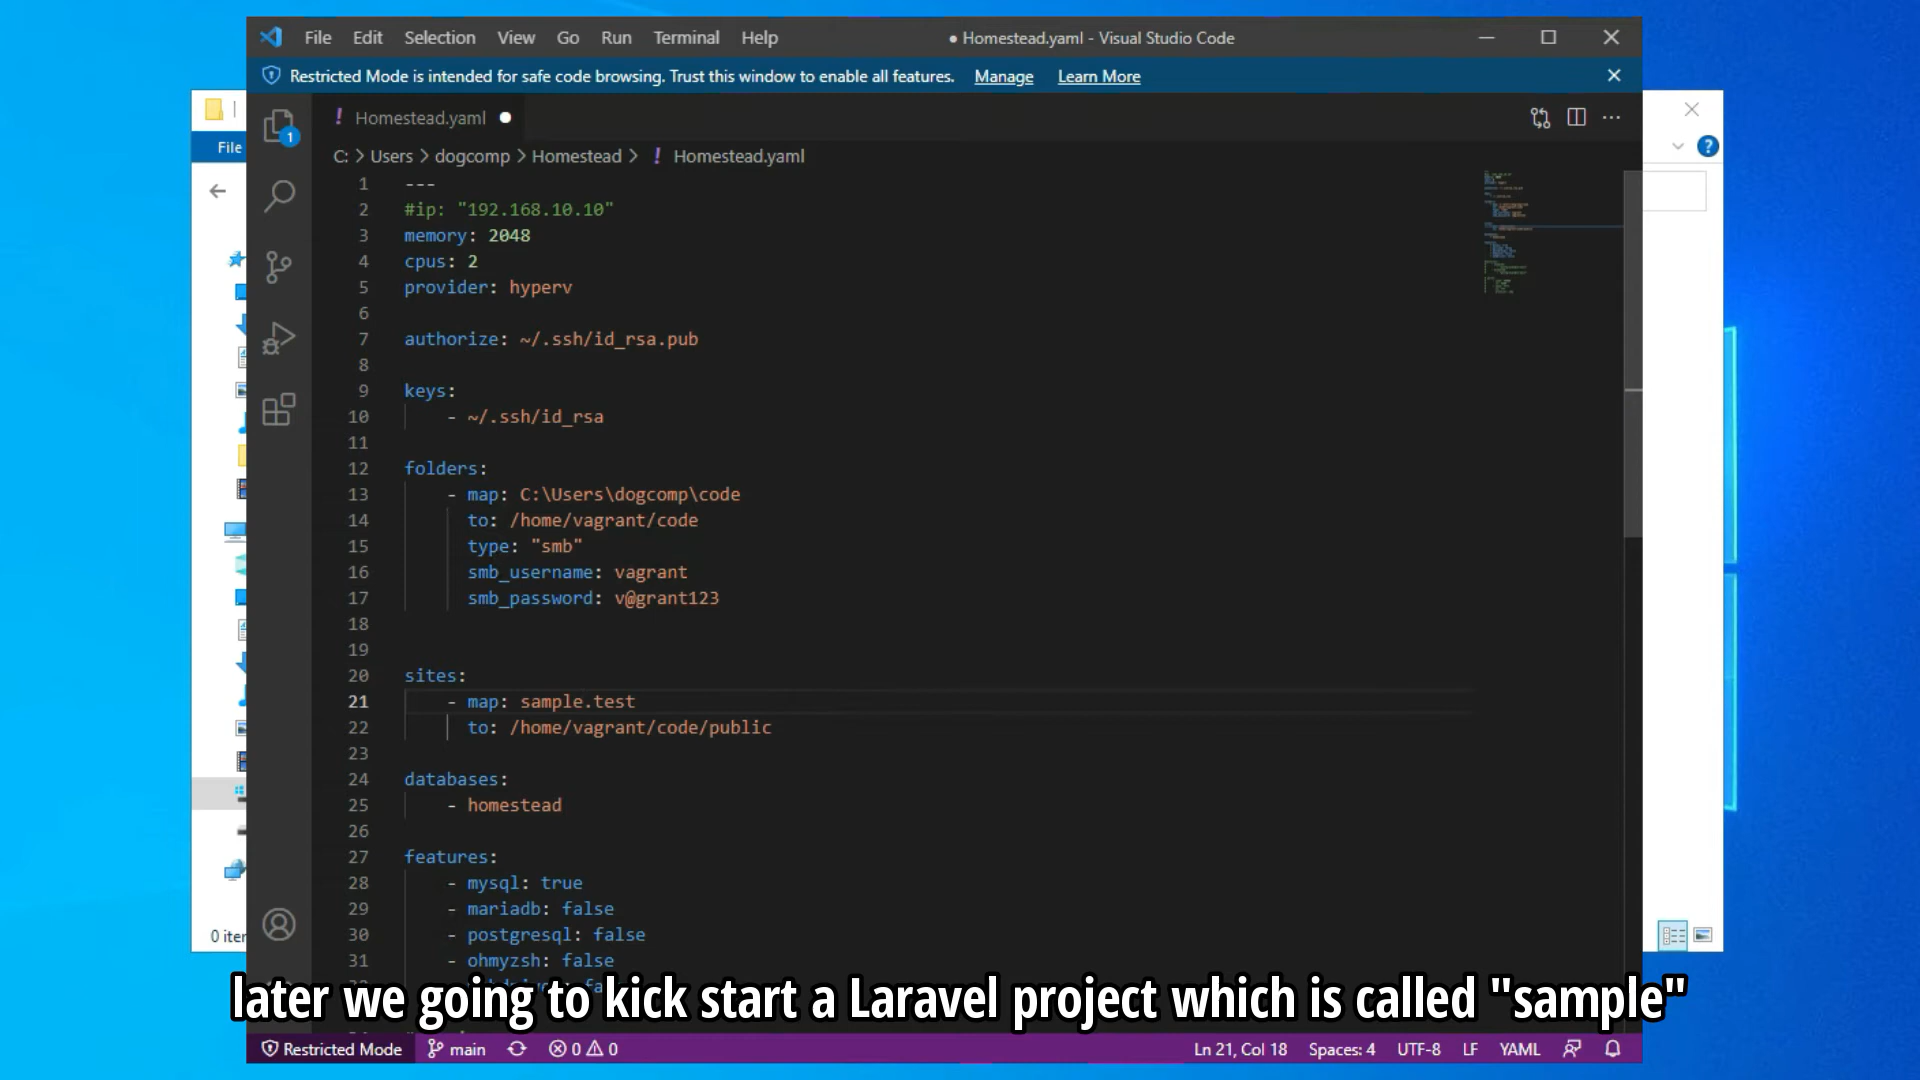 File Edit Selection View Go Run Terminal Help
● Homestead.yaml - Visual Studio Code
Restricted Mode is intended for safe code browsing. Trust this window to enable all features. Manage Learn More
File
1
! Homestead.yaml ●
?
C: > Users > dogcomp > Homestead > ! Homestead.yaml
1 ---
2 #ip: "192.168.10.10"
3 memory: 2048
4 cpus: 2
5 provider: hyperv
6
7 authorize: ~/.ssh/id_rsa.pub
8
9 keys:
10 - ~/.ssh/id_rsa
11
12 folders:
13 - map: C:\Users\dogcomp\code
14 to: /home/vagrant/code
15 type: "smb"
16 smb_username: vagrant
17 smb_password: v@grant123
18
19
20 sites:
21 - map: sample.test
22 to: /home/vagrant/code/public
23
24 databases:
25 - homestead
26
27 features:
28 - mysql: true
29 - mariadb: false
30 - postgresql: false
31 - ohmyzsh: false
0 iter
later we going to kick start a Laravel project which is called "sample"
Restricted Mode main 0 0 Ln 21, Col 18 Spaces: 4 UTF-8 LF YAML